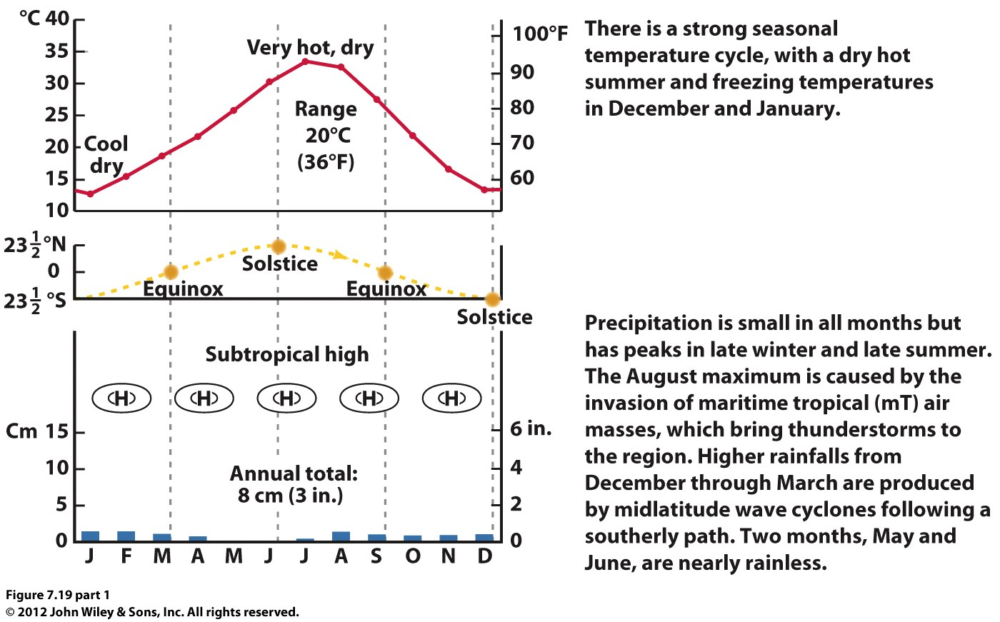 °C 40
35
30
25
20
15
10
100°F
90
80
70
60
Very hot, dry
Range
20°C
(36°F)
Cool
dry
There is a strong seasonal
temperature cycle, with a dry hot
summer and freezing temperatures
in December and January.
23 1/2 °N
0
23 1/2 °S
Solstice
Equinox
Equinox
Solstice
Subtropical high
H H H H H
Cm 15
10
5
0
6 in.
4
2
0
Annual total:
8 cm (3 in.)
J F M A M J J A S O N D
Precipitation is small in all months but
has peaks in late winter and late summer.
The August maximum is caused by the
invasion of maritime tropical (mT) air
masses, which bring thunderstorms to
the region. Higher rainfalls from
December through March are produced
by midlatitude wave cyclones following a
southerly path. Two months, May and
June, are nearly rainless.
Figure 7.19 part 1
© 2012 John Wiley & Sons, Inc. All rights reserved.